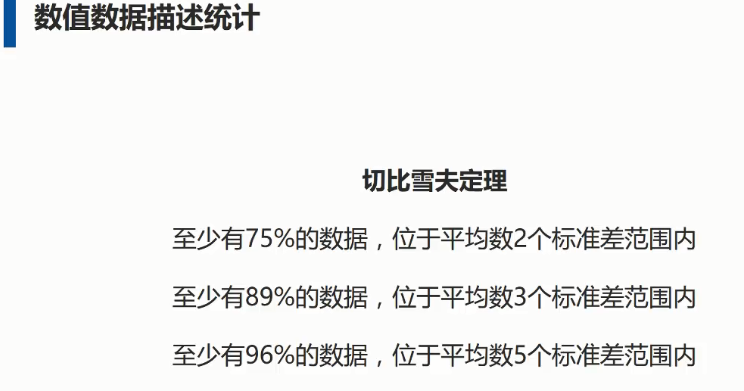 数值数据描述统计
切比雪夫定理
至少有75%的数据，位于平均数2个标准差范围内
至少有89%的数据，位于平均数3个标准差范围内
至少有96%的数据，位于平均数5个标准差范围内